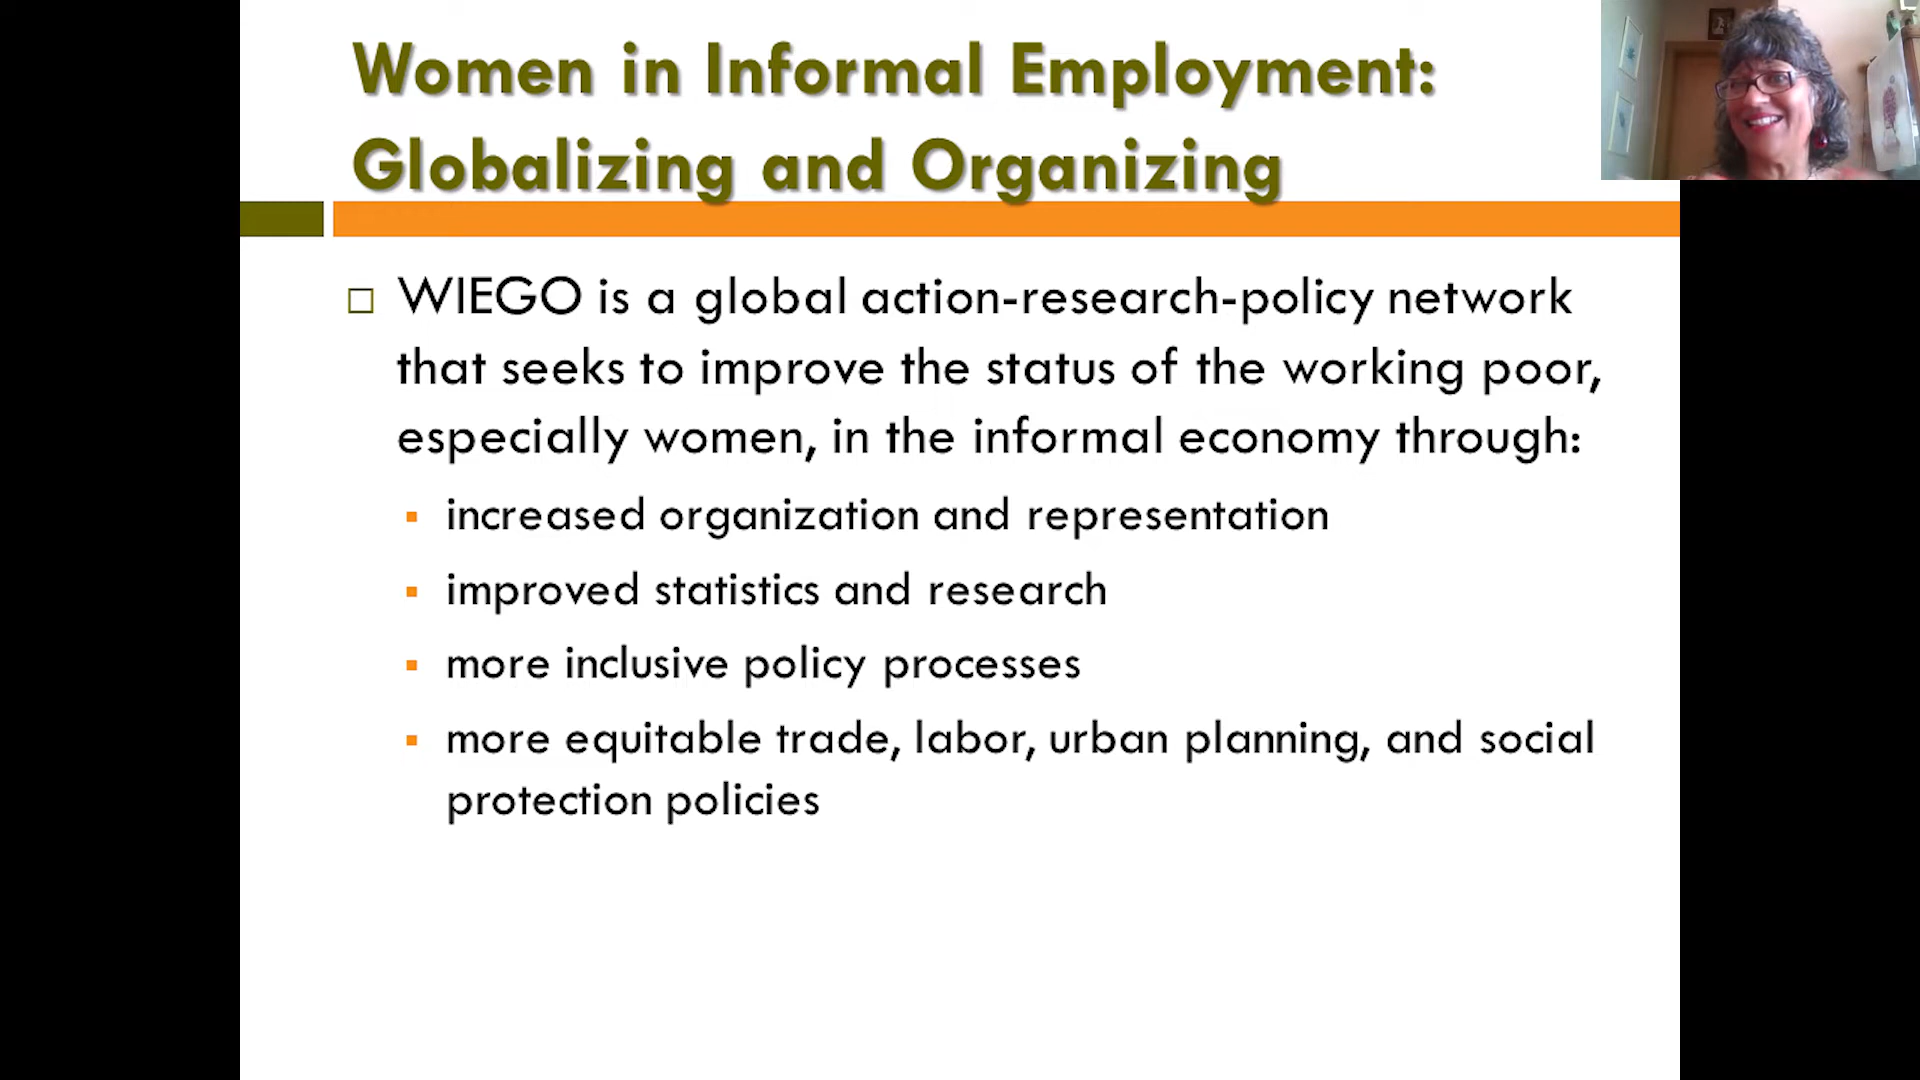 Women in Informal Employment:
Globalizing and Organizing
WIEGO is a global action-research-policy network
that seeks to improve the status of the working poor,
especially women, in the informal economy through:
increased organization and representation
improved statistics and research
more inclusive policy processes
more equitable trade, labor, urban planning, and social
protection policies